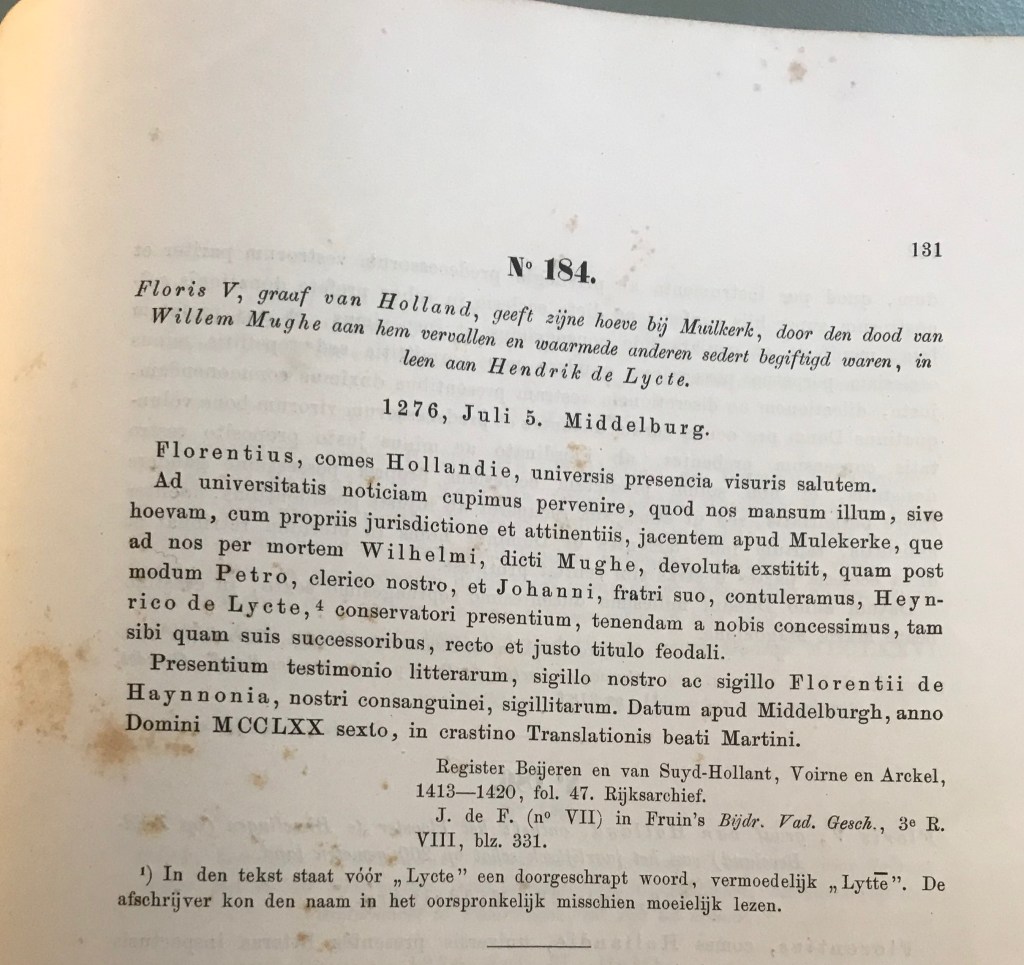 131
Nº 184.
Floris V, graaf van Holland, geeft zijne hoeve bij Muilkerk, door den dood van
Willem Mughe aan hem vervallen en waarmede anderen sedert begiftigd waren, in
leen aan Hendrik de Lycte.
1276, Juli 5. Middelburg.
Florentius, comes Hollandie, universis presencia visuris salutem.
Ad universitatis noticiam cupimus pervenire, quod nos mansum illum, sive
hoevam, cum propriis jurisdictione et attinentiis, jacentem apud Mulekerke, que
ad nos per mortem Wilhelmi, dicti Mughe, devoluta exstitit, quam post
modum Petro, clerico nostro, et Johanni, fratri suo, contuleramus, Heyn-
rico de Lycte,⁴ conservatori presentium, tenendam a nobis concessimus, tam
sibi quam suis successoribus, recto et justo titulo feodali.
Presentium testimonio litterarum, sigillo nostro ac sigillo Florentii de
Haynnonia, nostri consanguinei, sigillitarum. Datum apud Middelburgh, anno
Domini MCCLXX sexto, in crastino Translationis beati Martini.
Register Beijeren en van Suyd-Hollant, Voirne en Arckel,
1413—1420, fol. 47. Rijksarchief.
J. de F. (nº VII) in Fruin's Bijdr. Vad. Gesch., 3e R.
VIII, blz. 331.
¹) In den tekst staat vóór „Lycte" een doorgeschrapt woord, vermoedelijk „Lytt̅e̅". De
afschrijver kon den naam in het oorspronkelijk misschien moeielijk lezen.